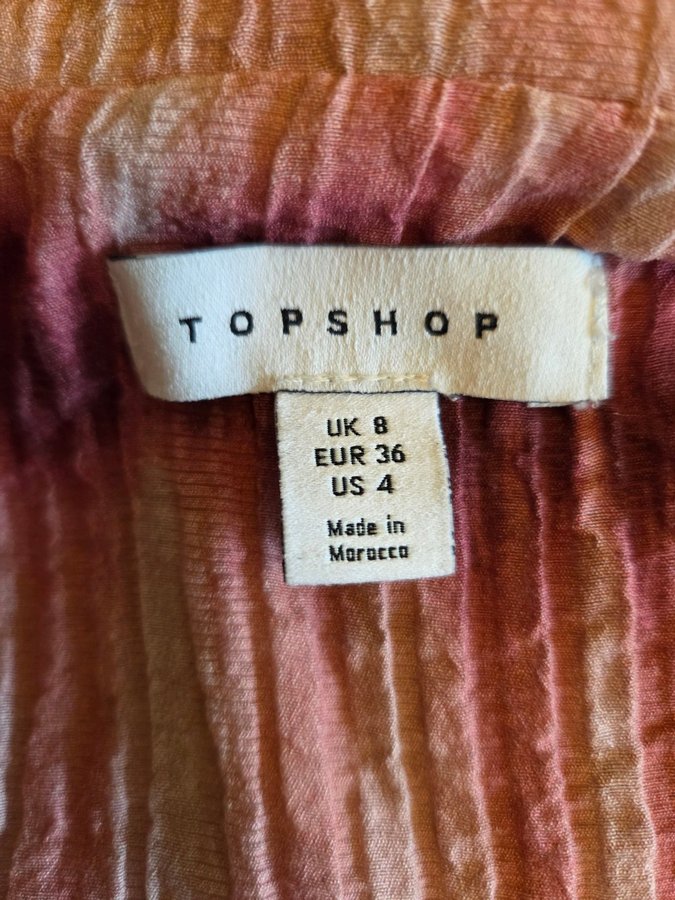 TOPSHOP
UK 8
EUR 36
US 4
Made in
Morocco